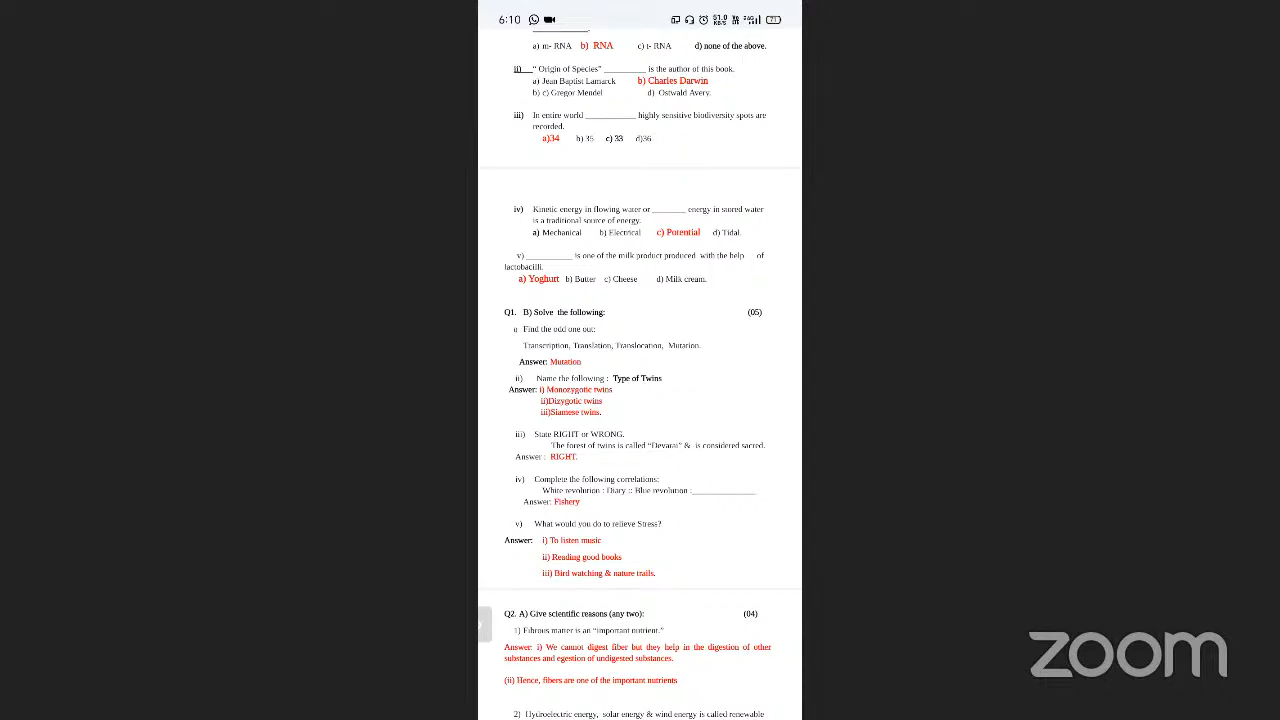 6:10 51.0 KB/S Vo LTE 24G 71
____________.
a) m- RNA b) RNA c) t- RNA d) none of the above.
ii) “ Origin of Species” __________ is the author of this book.
a) Jean Baptist Lamarck b) Charles Darwin
b) c) Gregor Mendel d) Ostwald Avery.
iii) In entire world ____________ highly sensitive biodiversity spots are
recorded.
a)34 b) 35 c) 33 d)36
iv) Kinetic energy in flowing water or ________ energy in stored water
is a traditional source of energy.
a) Mechanical b) Electrical c) Potential d) Tidal.
v) ___________ is one of the milk product produced with the help of
lactobacilli.
a) Yoghurt b) Butter c) Cheese d) Milk cream.
Q1. B) Solve the following: (05)
i) Find the odd one out:
Transcription, Translation, Translocation, Mutation.
Answer: Mutation
ii) Name the following : Type of Twins
Answer: i) Monozygotic twins
ii)Dizygotic twins
iii)Siamese twins.
iii) State RIGHT or WRONG.
The forest of twins is called “Devarai” & is considered sacred.
Answer : RIGHT.
iv) Complete the following correlations:
White revolution : Diary :: Blue revolution :_______________
Answer: Fishery
v) What would you do to relieve Stress?
Answer: i) To listen music
ii) Reading good books
iii) Bird watching & nature trails.
Q2. A) Give scientific reasons (any two): (04)
1) Fibrous matter is an “important nutrient.”
Answer: i) We cannot digest fiber but they help in the digestion of other
substances and egestion of undigested substances.
(ii) Hence, fibers are one of the important nutrients
2) Hydroelectric energy, solar energy & wind energy is called renewable
zoom